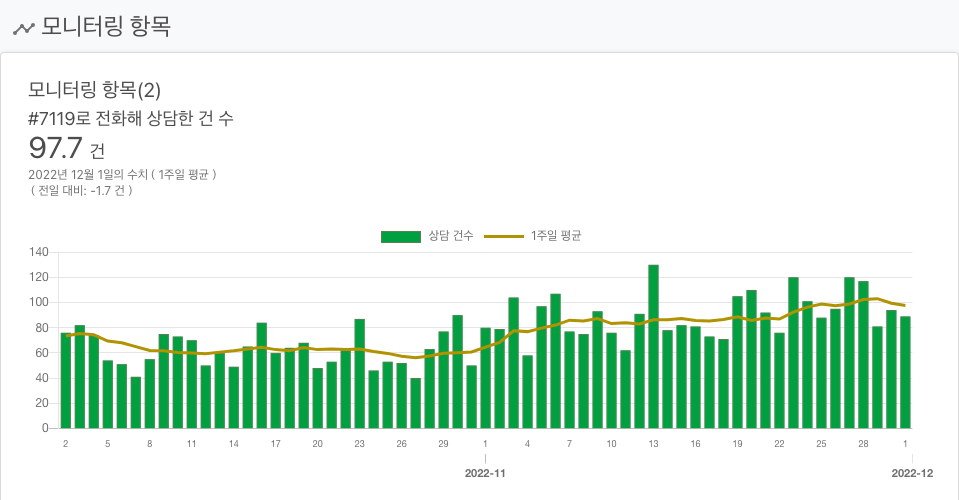 모니터링 항목
모니터링 항목(2)
#7119로 전화해 상담한 건 수
97.7 건
2022년 12월 1일의 수치 ( 1주일 평균 )
( 전일 대비: -1.7 건 )
상담 건수 1주일 평균
140
120
100
80
60
40
20
0
2 5 8 11 14 17 20 23 26 29 1 4 7 10 13 16 19 22 25 28 1
2022-11 2022-12